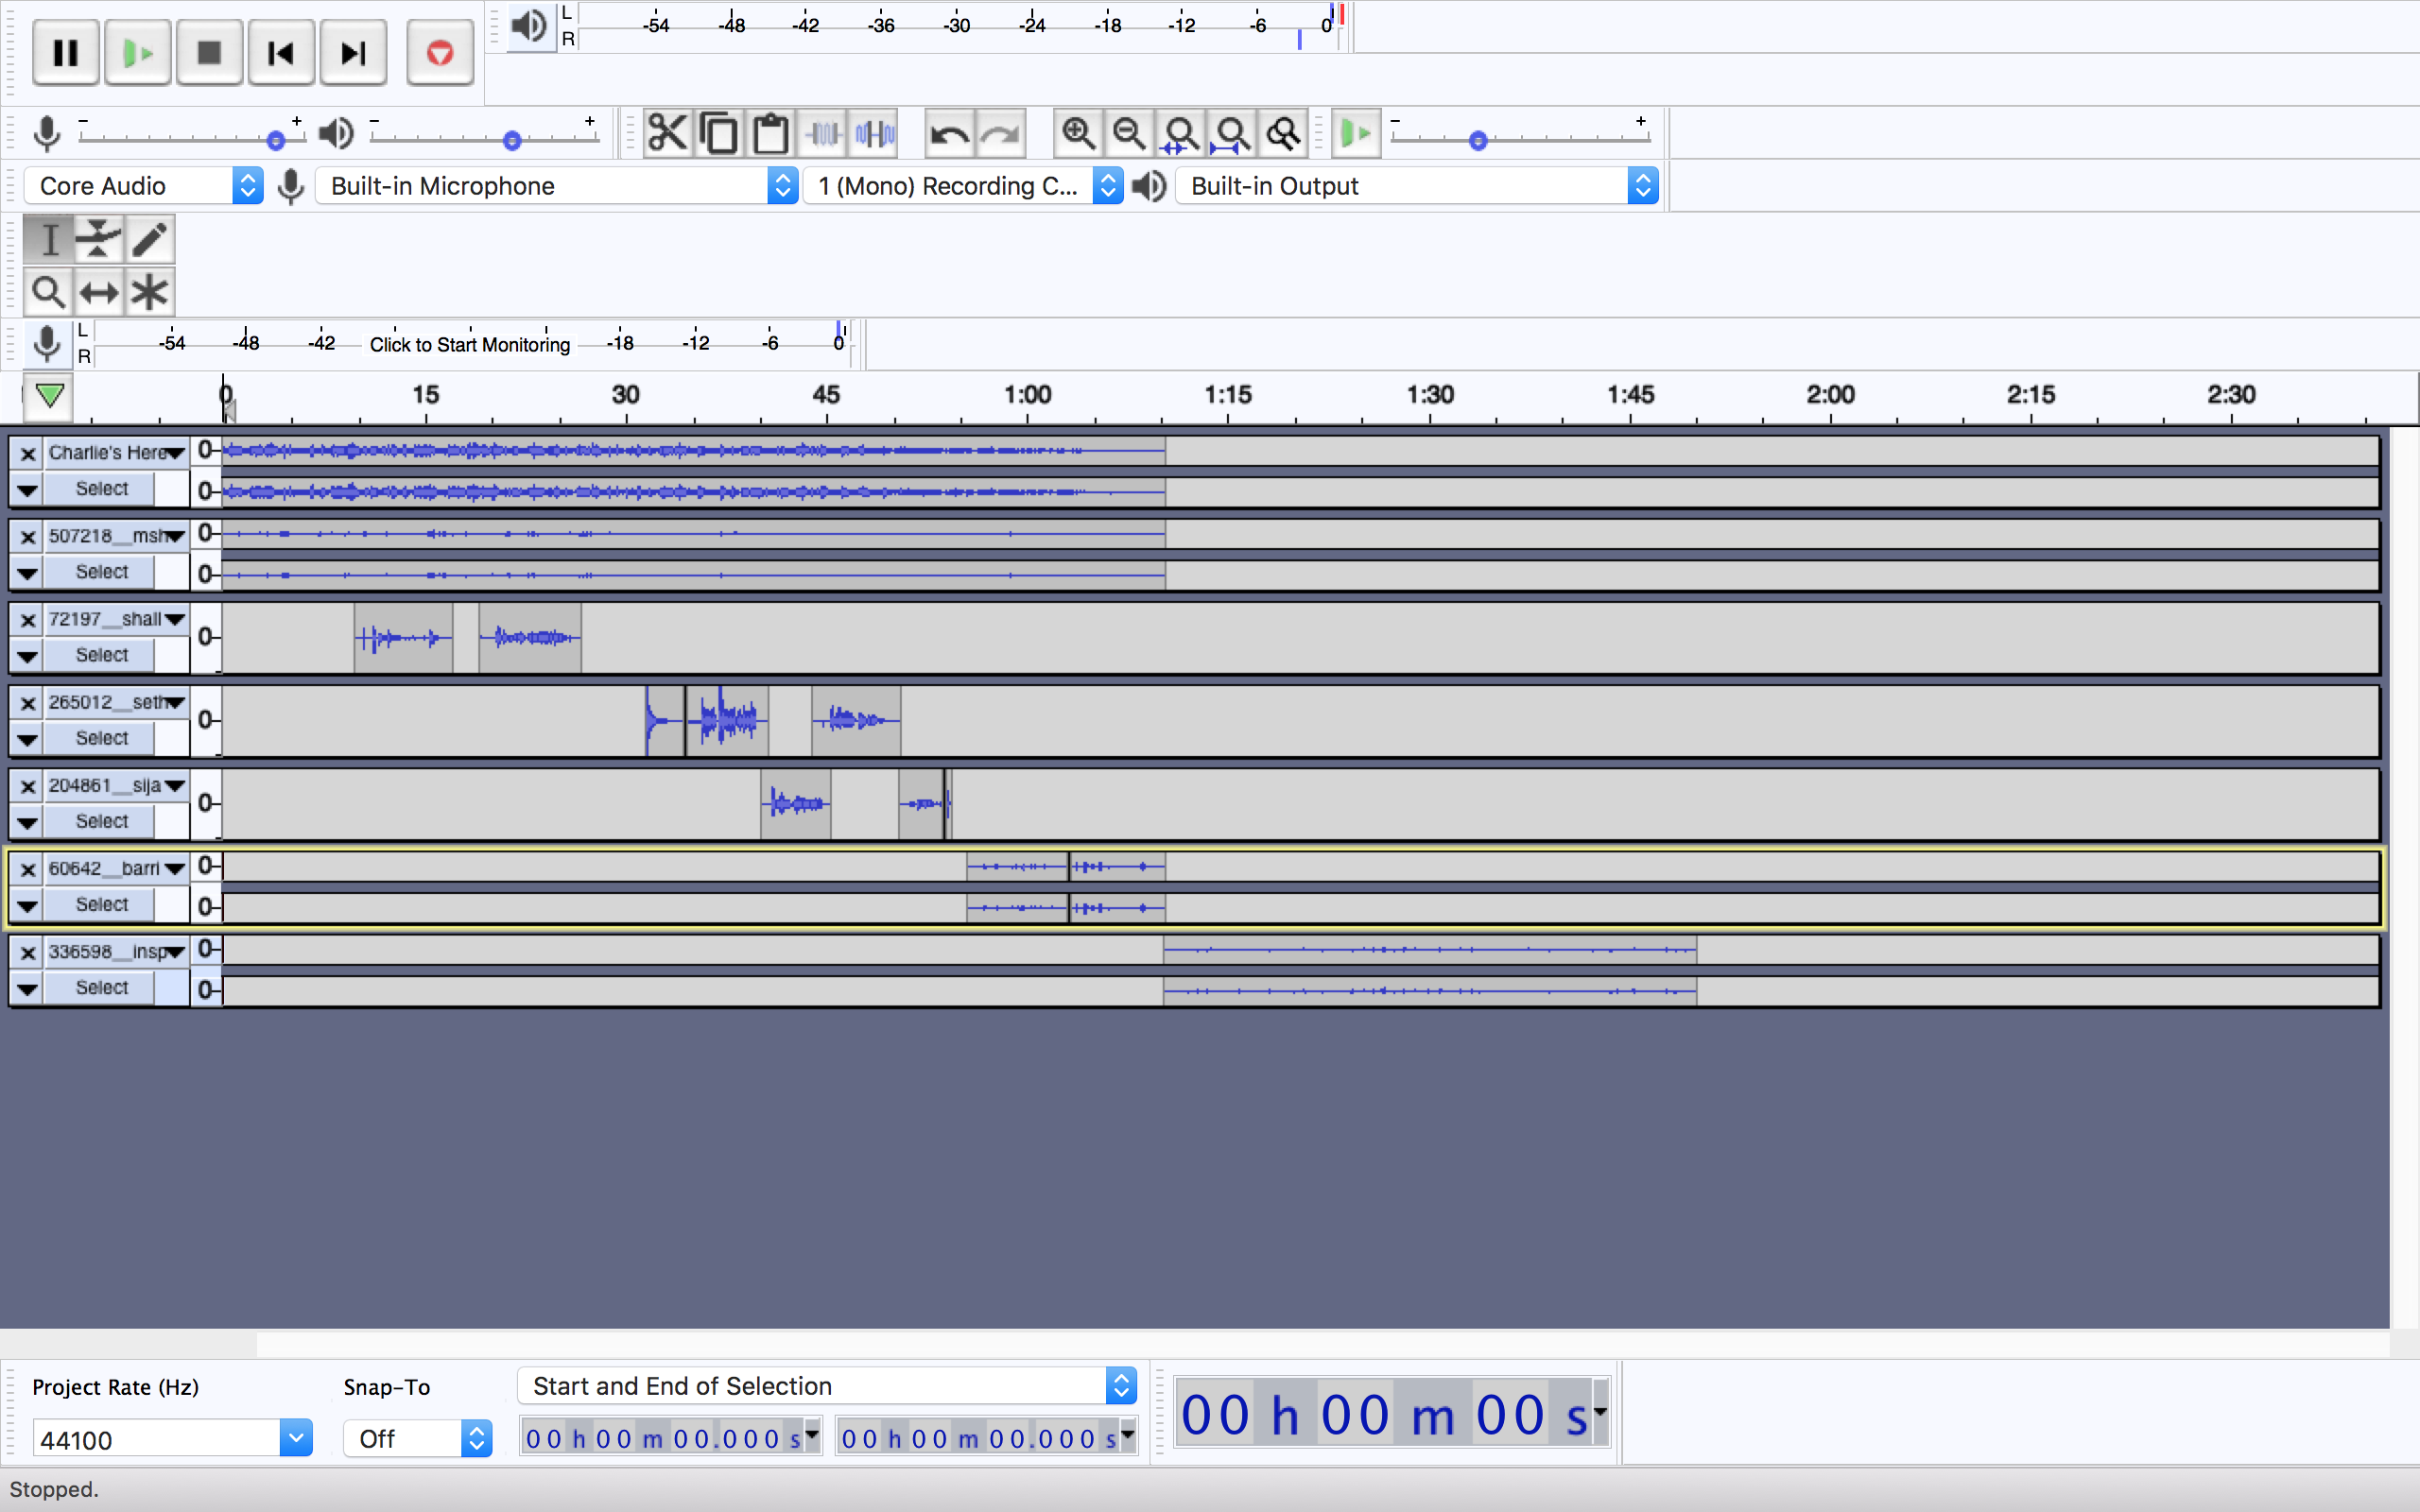 L -54 -48 -42 -36 -30 -24 -18 -12 -6 0
R
- + - + - +
Core Audio Built-in Microphone 1 (Mono) Recording C... Built-in Output
L -54 -48 -42 Click to Start Monitoring -18 -12 -6 0
R
0 15 30 45 1:00 1:15 1:30 1:45 2:00 2:15 2:30
Charlie's Here 0
Select 0
507218__msh 0
Select 0
72197__shall 0
Select
265012__seth 0
Select
204861__sija 0
Select
60642__barri 0
Select 0
336598__insp 0
Select 0
Project Rate (Hz) Snap-To Start and End of Selection
44100 Off 00 h 00 m 00.000 s 00 h 00 m 00.000 s 00 h 00 m 00 s
Stopped.